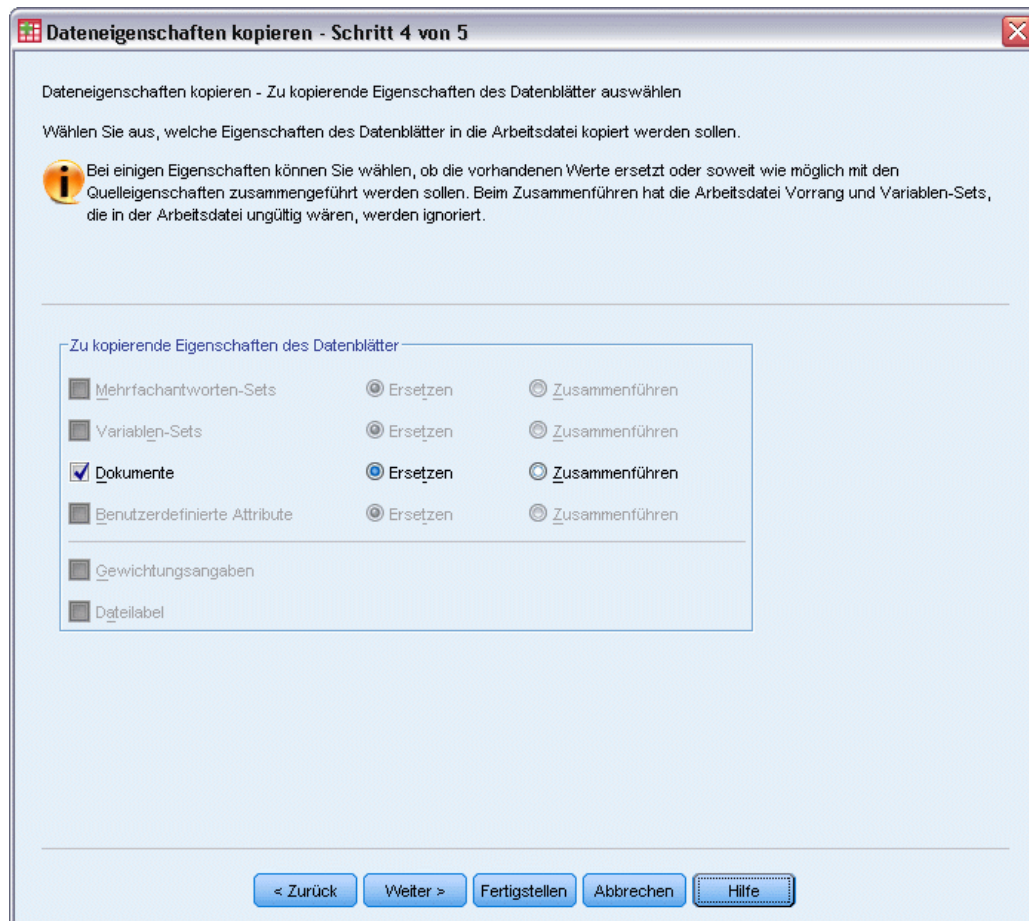 Dateneigenschaften kopieren - Schritt 4 von 5
Dateneigenschaften kopieren - Zu kopierende Eigenschaften des Datenblätter auswählen
Wählen Sie aus, welche Eigenschaften des Datenblätter in die Arbeitsdatei kopiert werden sollen.
Bei einigen Eigenschaften können Sie wählen, ob die vorhandenen Werte ersetzt oder soweit wie möglich mit den
Quelleigenschaften zusammengeführt werden sollen. Beim Zusammenführen hat die Arbeitsdatei Vorrang und Variablen-Sets,
die in der Arbeitsdatei ungültig wären, werden ignoriert.
Zu kopierende Eigenschaften des Datenblätter
Mehrfachantworten-Sets Ersetzen Zusammenführen
Variablen-Sets Ersetzen Zusammenführen
Dokumente Ersetzen Zusammenführen
Benutzerdefinierte Attribute Ersetzen Zusammenführen
Gewichtungsangaben
Dateilabel
< Zurück Weiter > Fertigstellen Abbrechen Hilfe